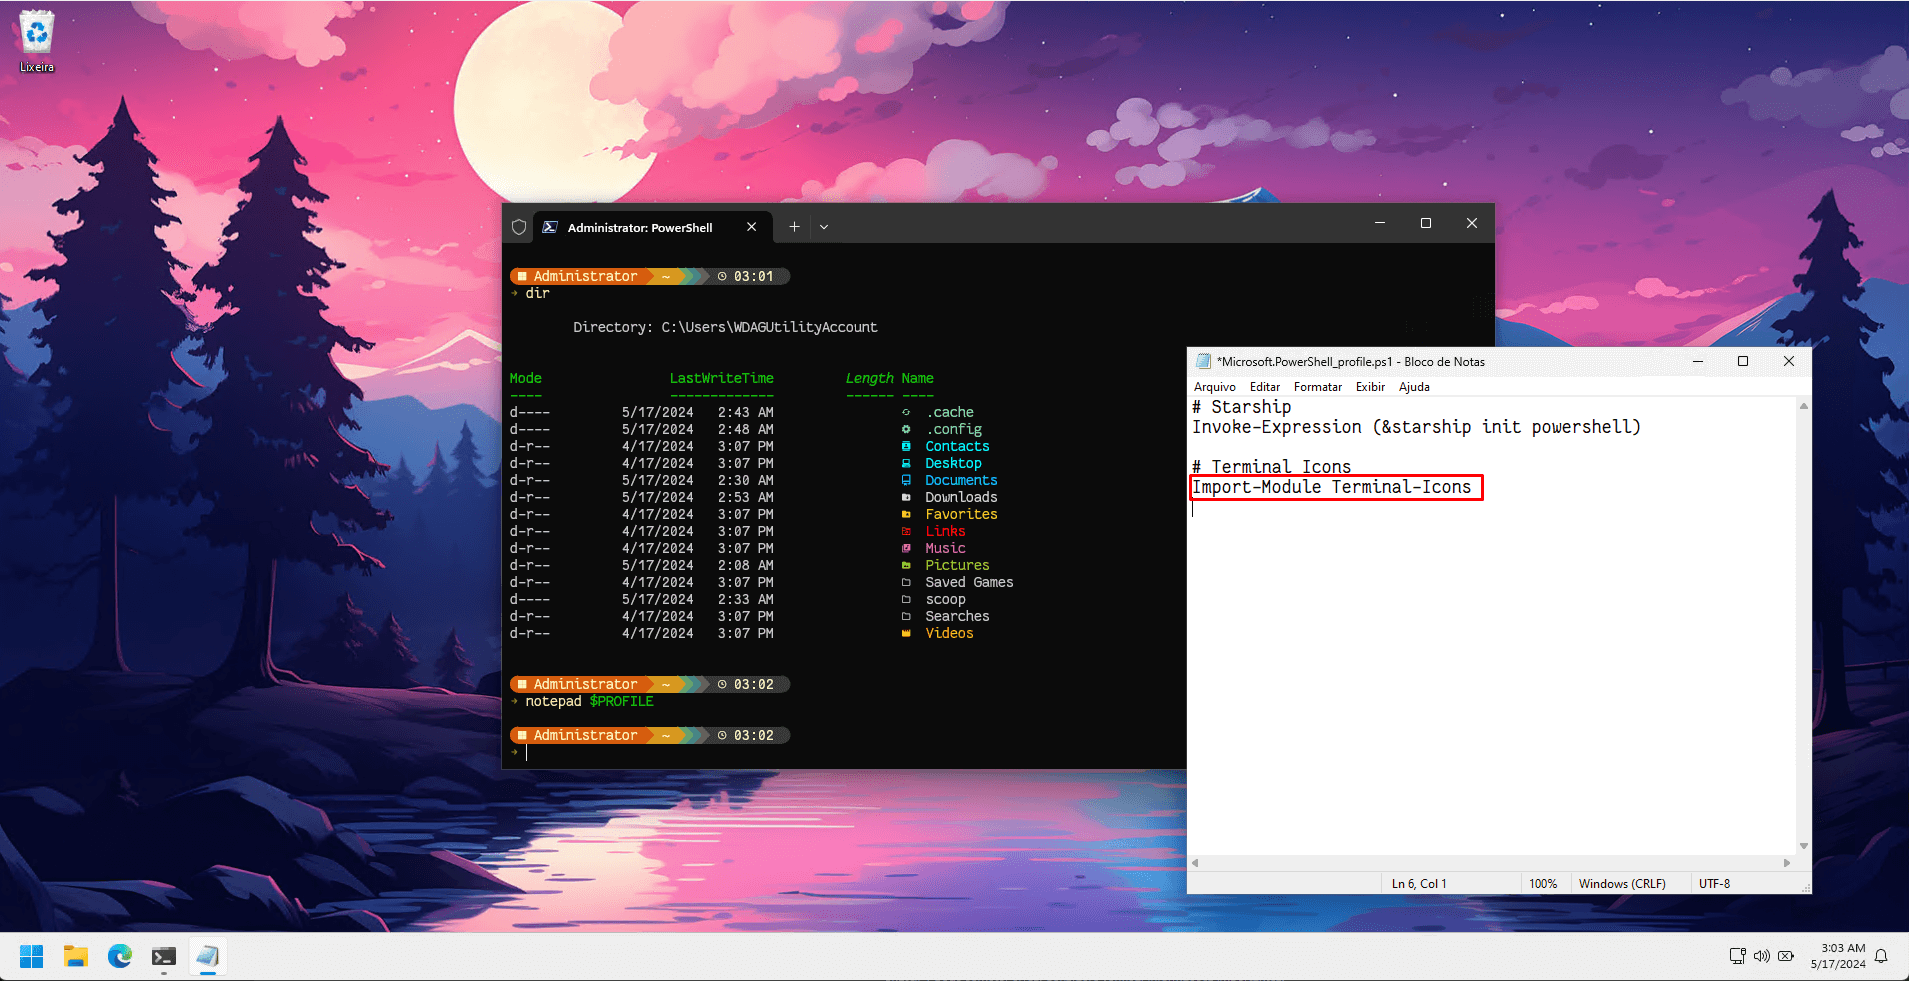 Lixeira
Administrator: PowerShell
Administrator ~ 03:01
dir
Directory: C:\Users\WDAGUtilityAccount
Mode LastWriteTime Length Name
---- ------------- ------ ----
d---- 5/17/2024 2:43 AM .cache
d---- 5/17/2024 2:48 AM .config
d-r-- 4/17/2024 3:07 PM Contacts
d-r-- 4/17/2024 3:07 PM Desktop
d-r-- 5/17/2024 2:30 AM Documents
d-r-- 5/17/2024 2:53 AM Downloads
d-r-- 4/17/2024 3:07 PM Favorites
d-r-- 4/17/2024 3:07 PM Links
d-r-- 4/17/2024 3:07 PM Music
d-r-- 5/17/2024 2:08 AM Pictures
d-r-- 4/17/2024 3:07 PM Saved Games
d---- 5/17/2024 2:33 AM scoop
d-r-- 4/17/2024 3:07 PM Searches
d-r-- 4/17/2024 3:07 PM Videos
Administrator ~ 03:02
notepad $PROFILE
Administrator ~ 03:02
*Microsoft.PowerShell_profile.ps1 - Bloco de Notas
Arquivo Editar Formatar Exibir Ajuda
# Starship
Invoke-Expression (&starship init powershell)
# Terminal Icons
Import-Module Terminal-Icons
Ln 6, Col 1 100% Windows (CRLF) UTF-8
3:03 AM
5/17/2024